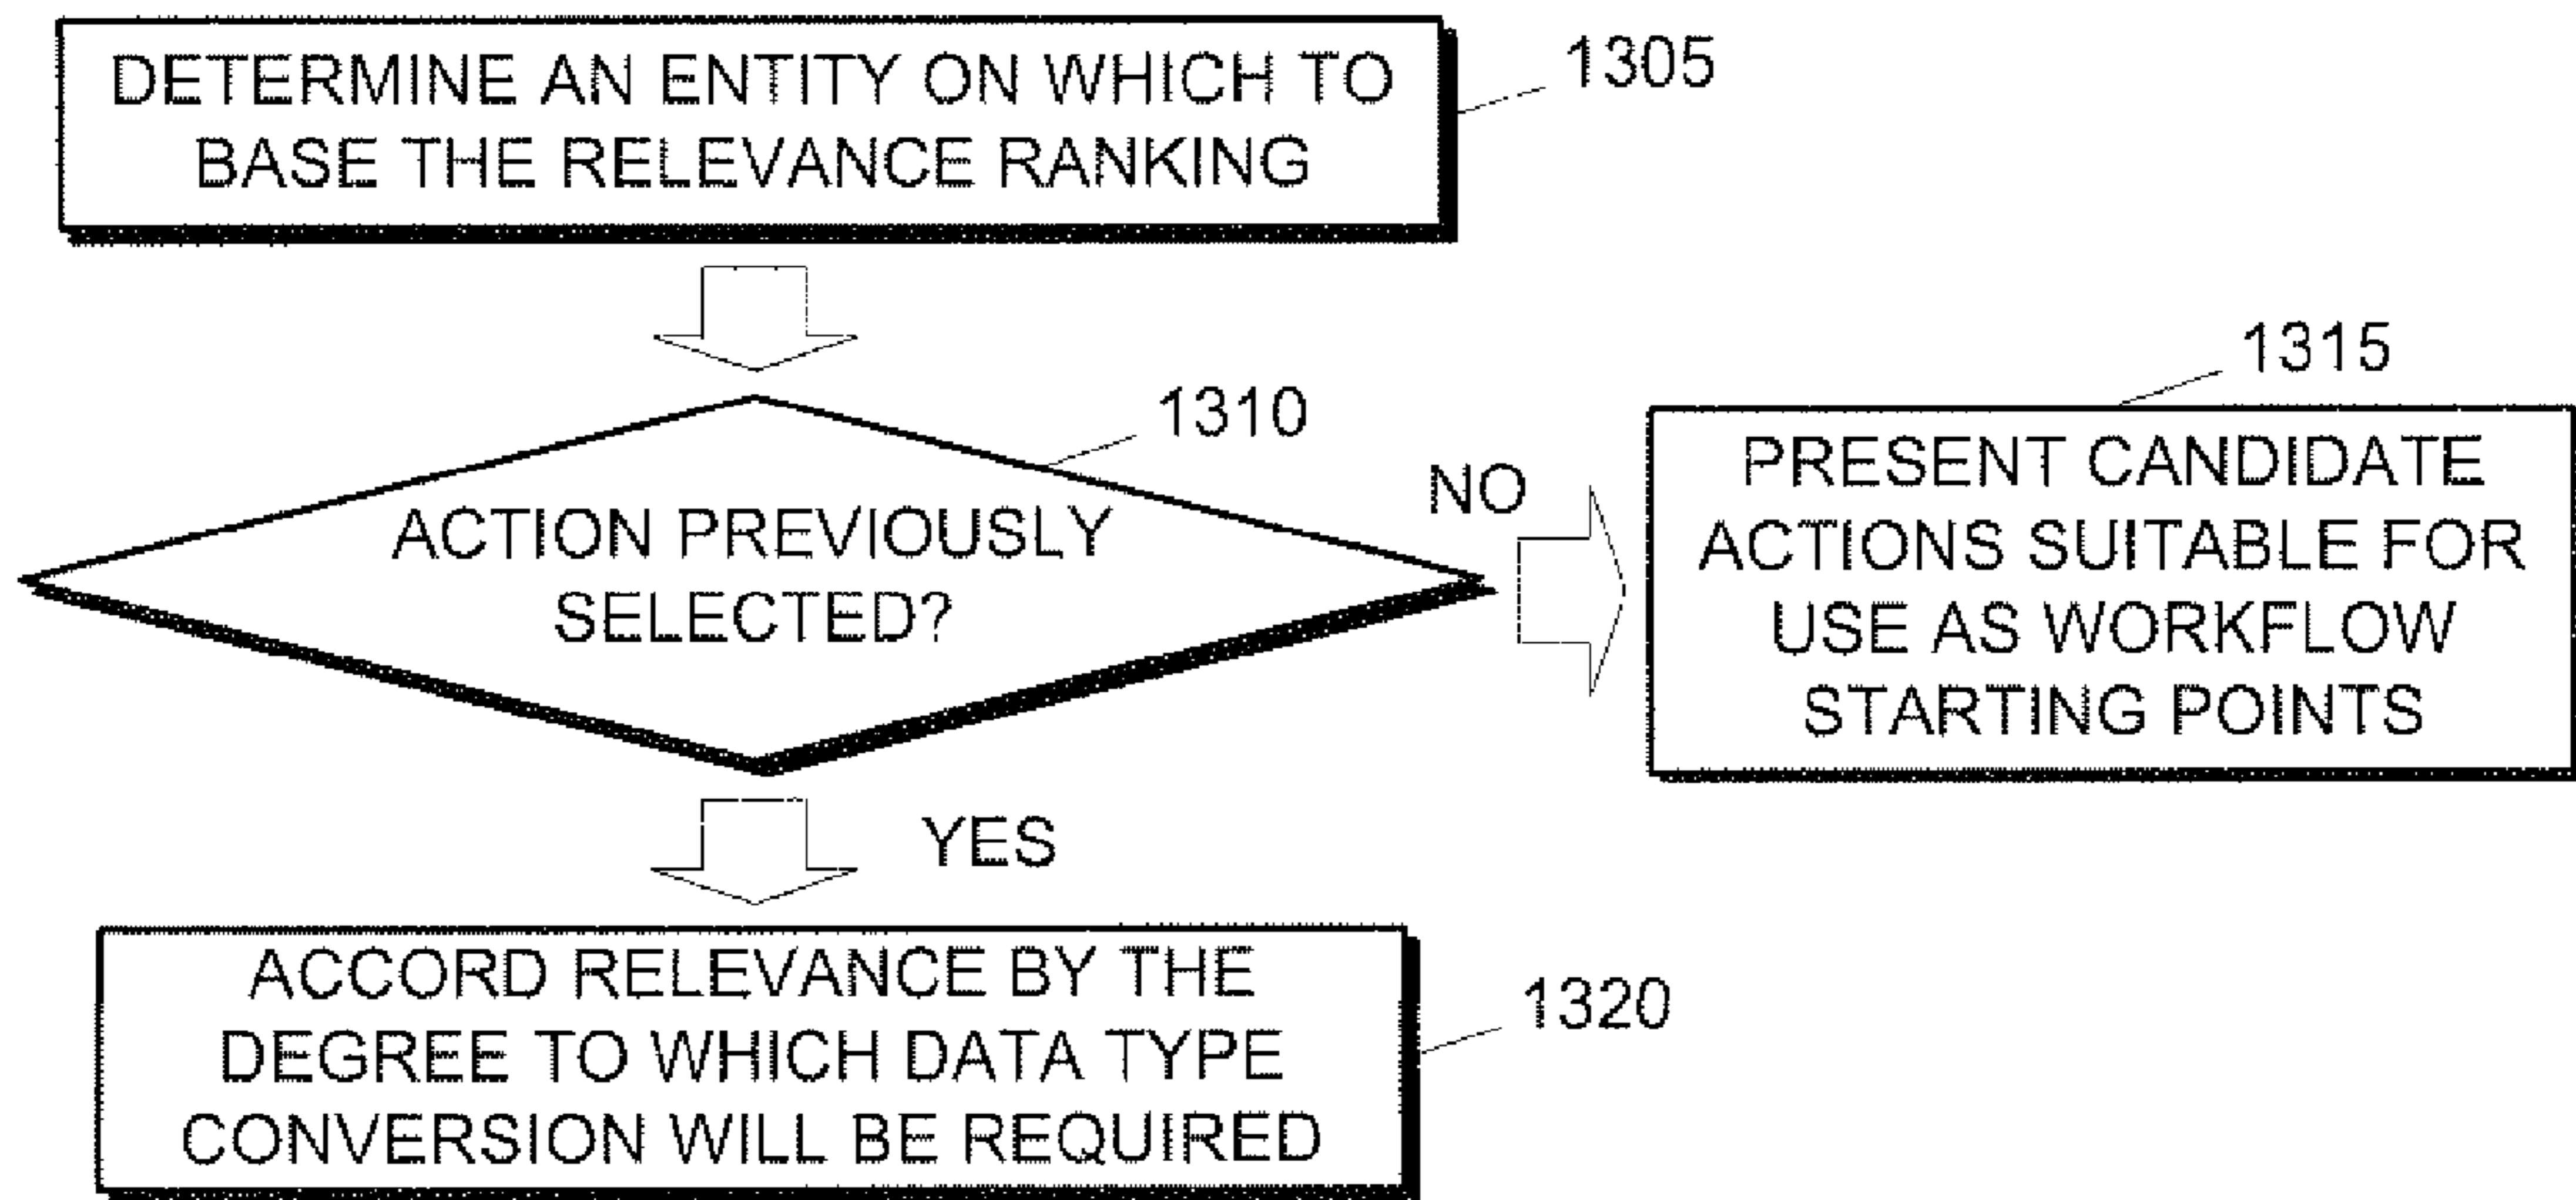 DETERMINE AN ENTITY ON WHICH TO
BASE THE RELEVANCE RANKING
1305
1310
ACTION PREVIOUSLY
SELECTED?
NO
1315
PRESENT CANDIDATE
ACTIONS SUITABLE FOR
USE AS WORKFLOW
STARTING POINTS
YES
ACCORD RELEVANCE BY THE
DEGREE TO WHICH DATA TYPE
CONVERSION WILL BE REQUIRED
1320